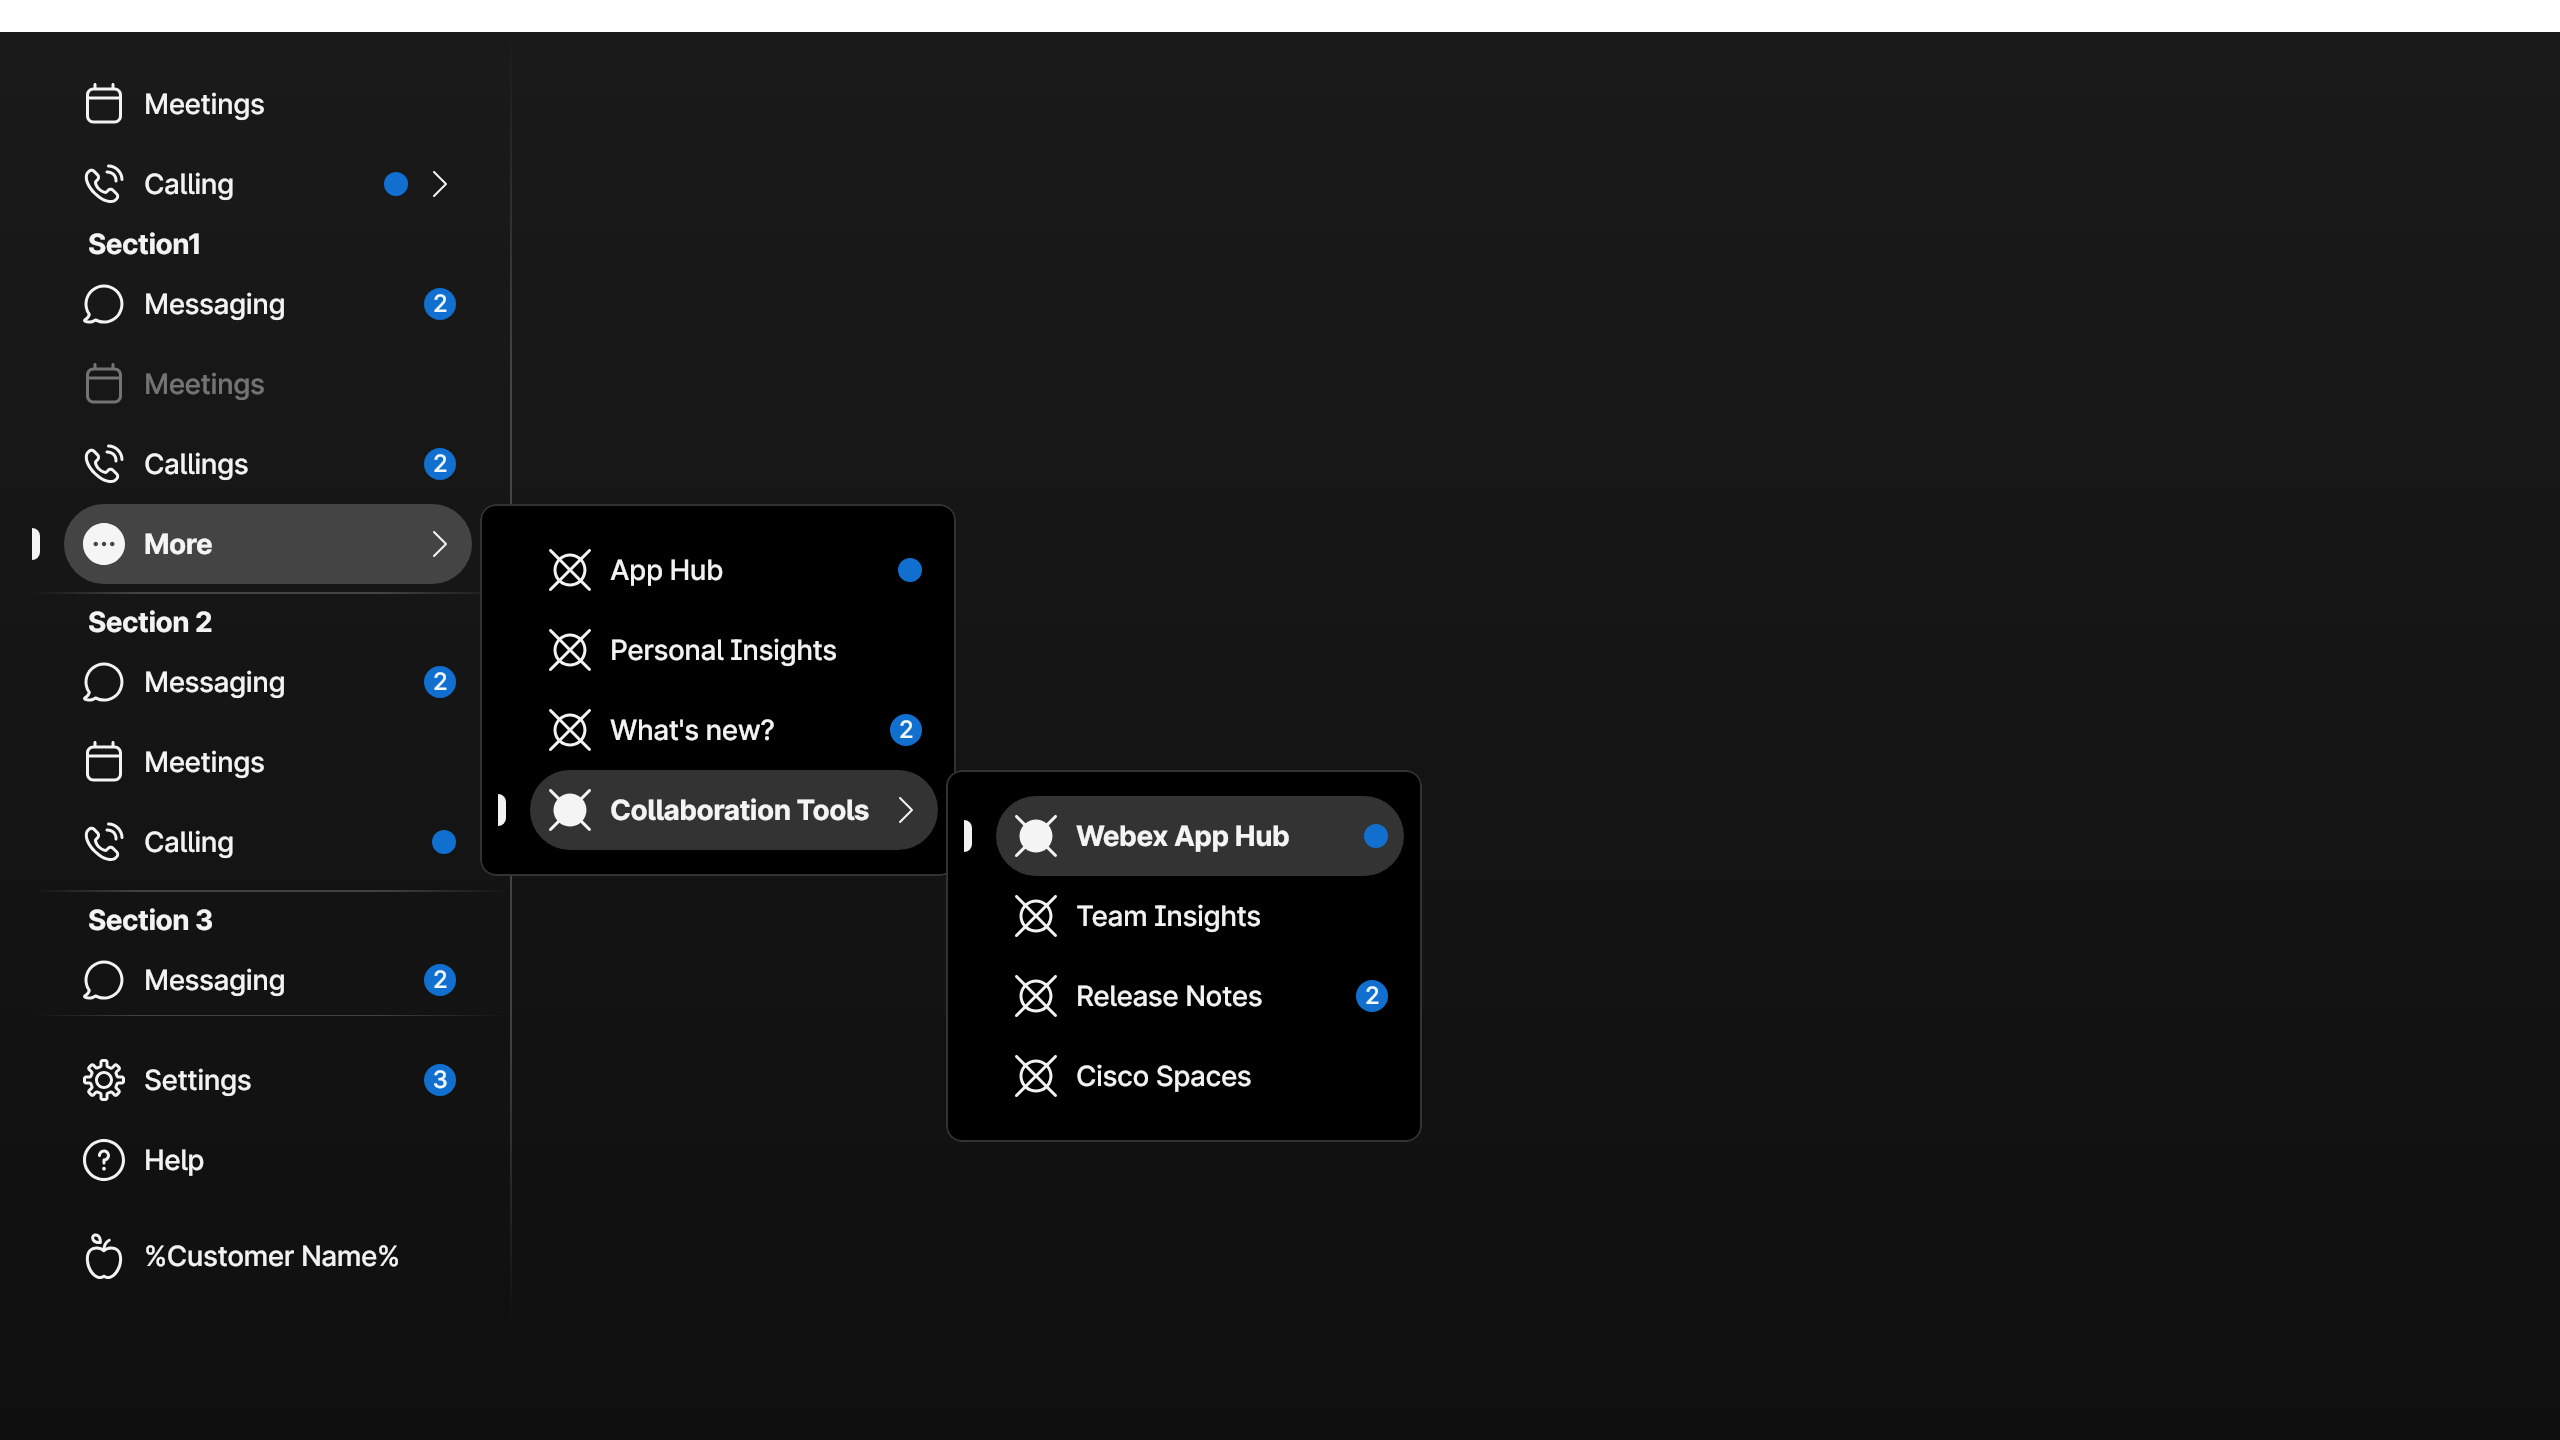 Meetings
Calling
Section1
Messaging 2
Meetings
Callings 2
More
Section 2
Messaging 2
Meetings
Calling
Section 3
Messaging 2
Settings 3
Help
%Customer Name%
App Hub
Personal Insights
What's new? 2
Collaboration Tools
Webex App Hub
Team Insights
Release Notes 2
Cisco Spaces